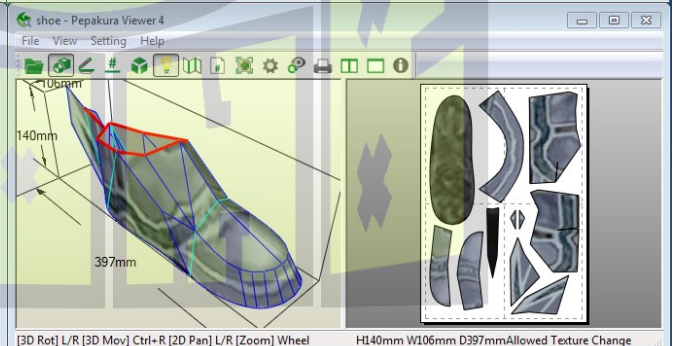 shoe - Pepakura Viewer 4
File View Setting Help
106mm
140mm
397mm
[3D Rot] L/R [3D Mov] Ctrl+R [2D Pan] L/R [Zoom] Wheel
H140mm W106mm D397mmAllowed Texture Change